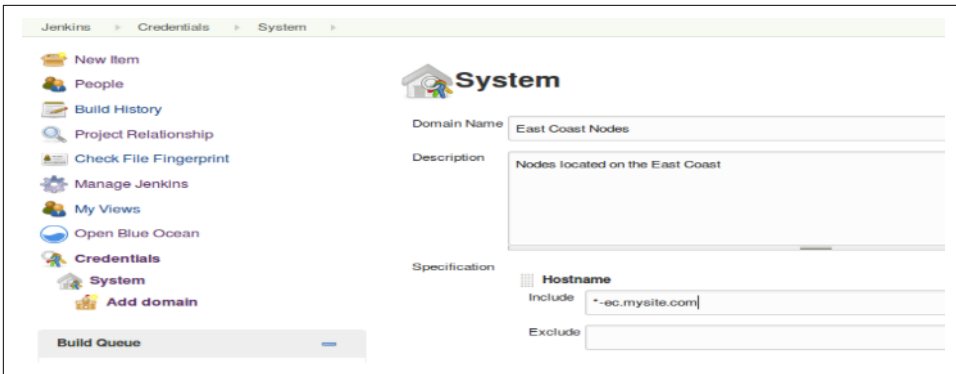 Jenkins Credentials System
New Item
People
Build History
Project Relationship
Check File Fingerprint
Manage Jenkins
My Views
Open Blue Ocean
Credentials
System
Add domain
Build Queue
System
Domain Name East Coast Nodes
Description Nodes located on the East Coast
Specification
Hostname
Include *-ec.mysite.com
Exclude